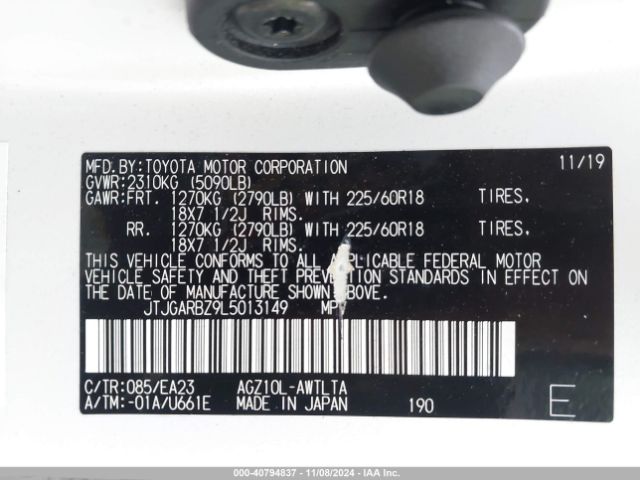 MFD.BY:TOYOTA MOTOR CORPORATION 11/19
GVWR:2310KG (5090LB)
GAWR:FRT. 1270KG (2790LB) WITH 225/60R18 TIRES,
18X7 1/2J RIMS.
RR. 1270KG (2790LB) WITH 225/60R18 TIRES,
18X7 1/2J RIMS.
THIS VEHICLE CONFORMS TO ALL APPLICABLE FEDERAL MOTOR
VEHICLE SAFETY AND THEFT PREVENTION STANDARDS IN EFFECT ON
THE DATE OF MANUFACTURE SHOWN ABOVE.
JTJGARBZ9L5013149 MPV
C/TR:085/EA23 AGZ10L-AWTLTA
A/TM:-01A/U661E MADE IN JAPAN 190 E
000-40794837 - 11/08/2024 - IAAI